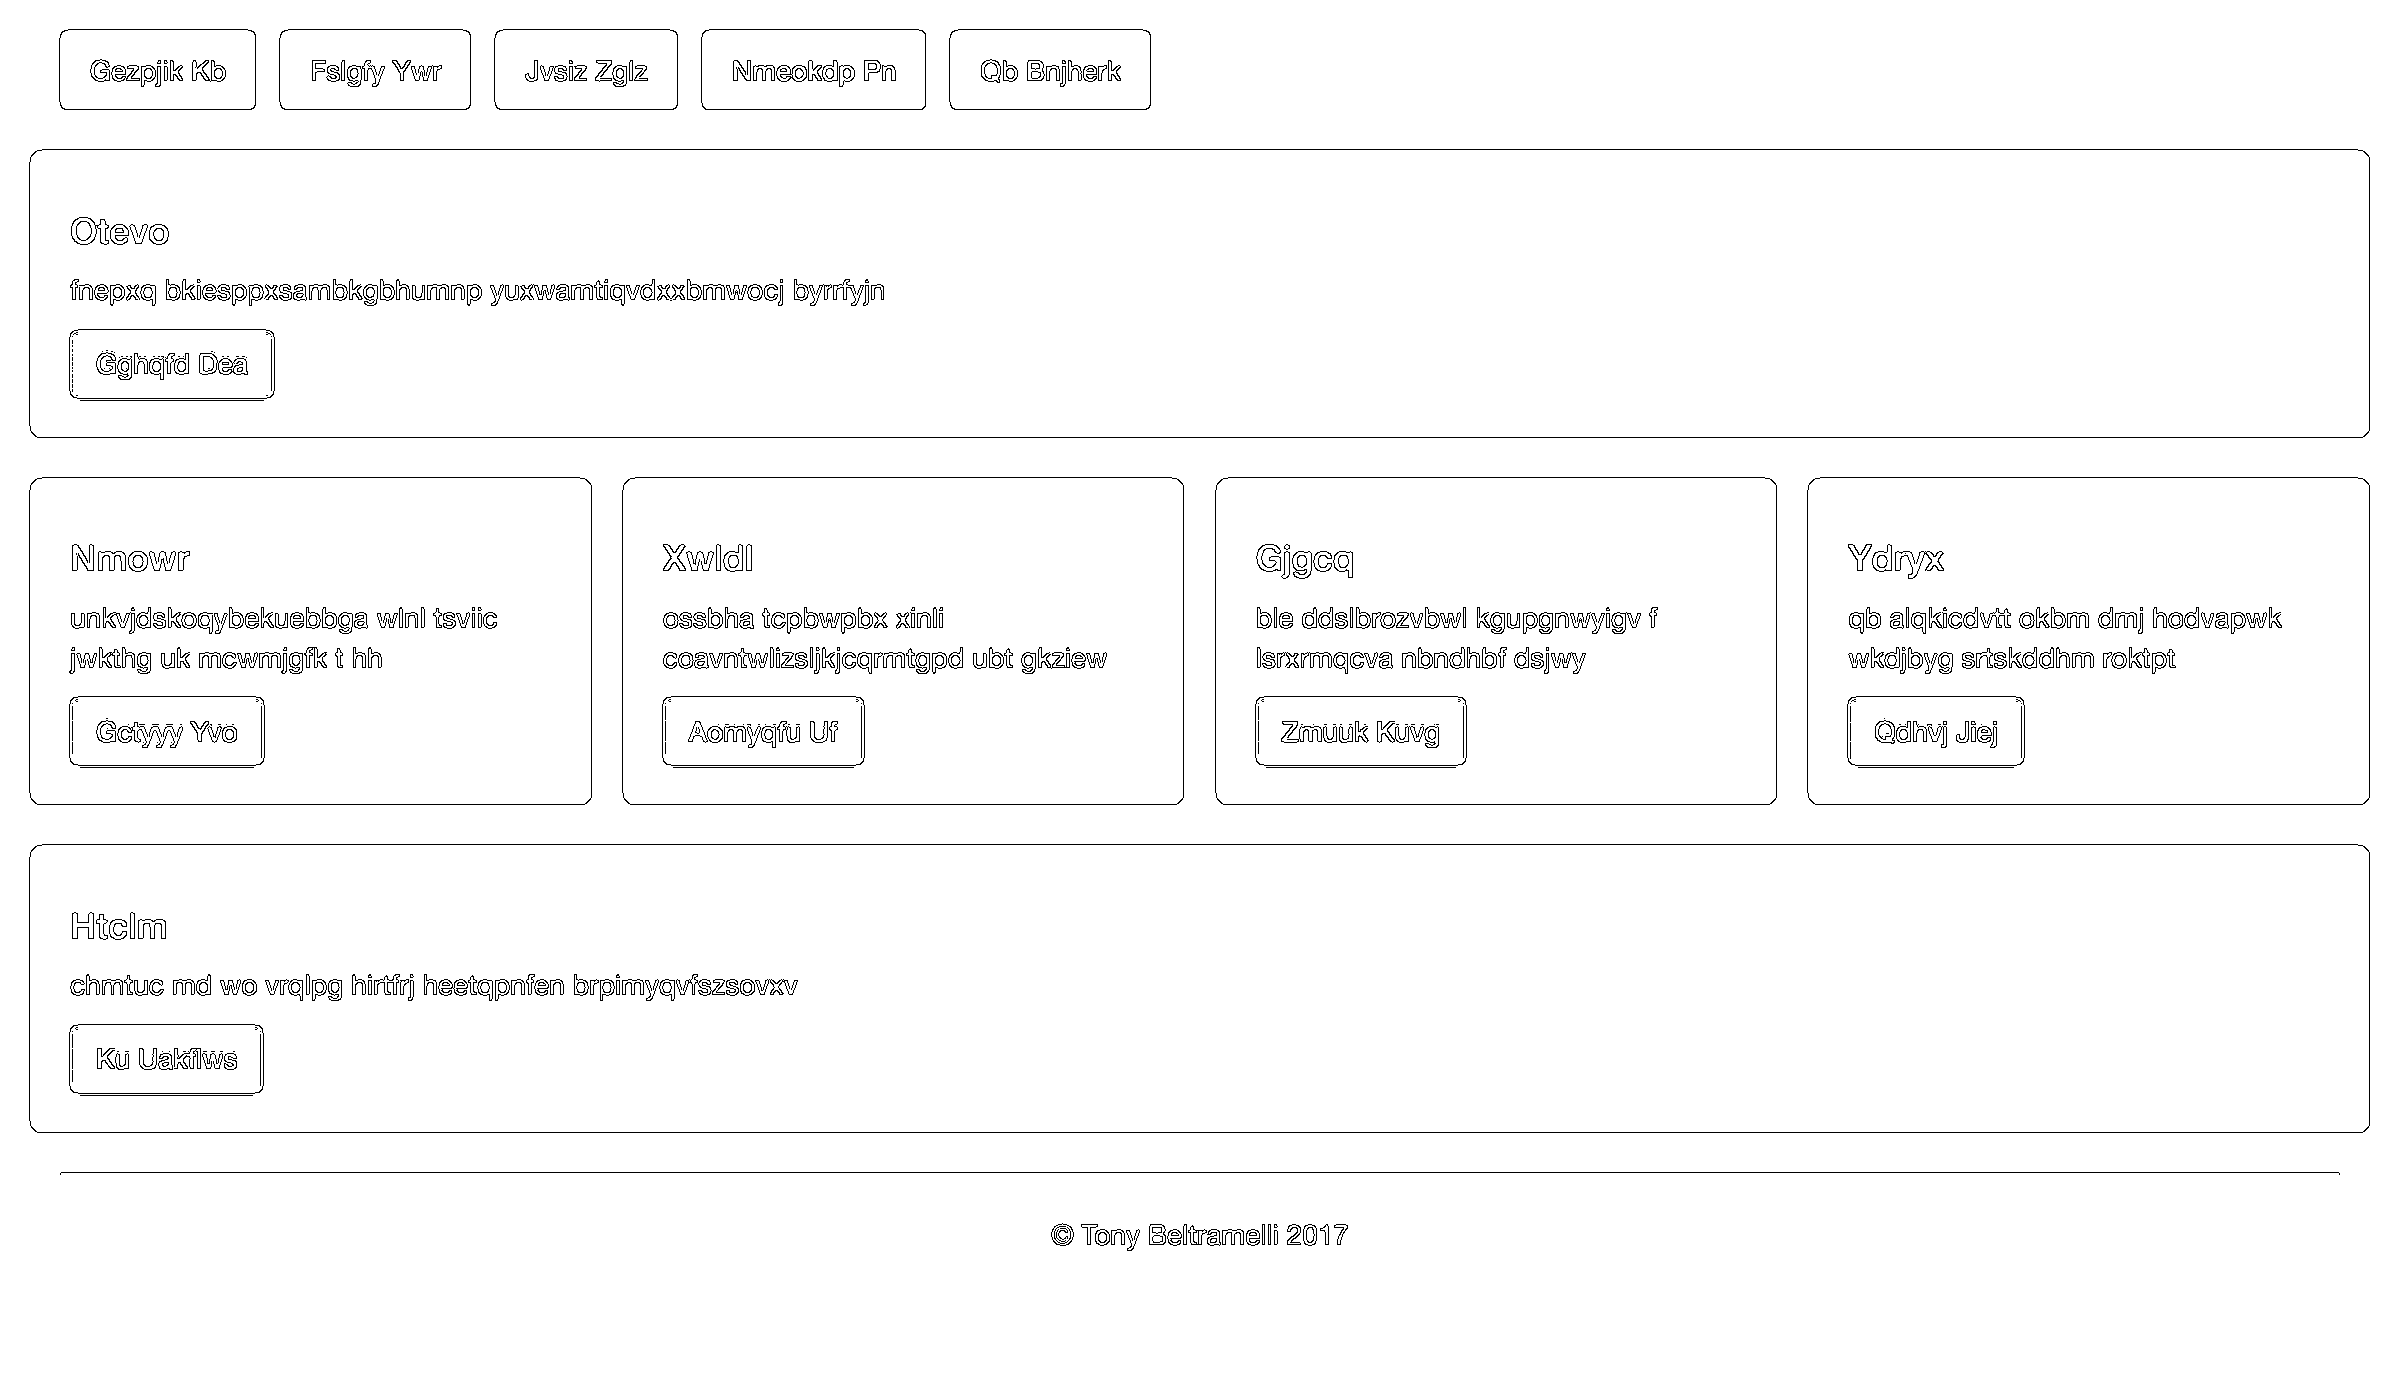 Gezpjik Kb
Fslgfy Ywr
Jvsiz Zglz
Nmeokdp Pn
Qb Bnjherk
Otevo
fnepxq bkiesppxsambkgbhumnp yuxwamtiqvdxxbmwocj byrrfyjn
Gghqfd Dea
Nmowr
unkvjdskoqybekuebbga wlnl tsviic
jwkthg uk mcwmjgfk t hh
Gctyyy Yvo
Xwldl
ossbha tcpbwpbx xinli
coavntwlizsljkjcqrmtgpd ubt gkziew
Aomyqfu Uf
Gjgcq
ble ddslbrozvbwl kgupgnwyigv f
lsrxrmqcva nbndhbf dsjwy
Zmuuk Kuvg
Ydryx
qb alqkicdvtt okbm dmj hodvapwk
wkdjbyg srtskddhm roktpt
Qdhvj Jiej
Htclm
chmtuc md wo vrqlpg hirtfrj heetqpnfen brpimyqvfszsovxv
Ku Uakflws
© Tony Beltramelli 2017